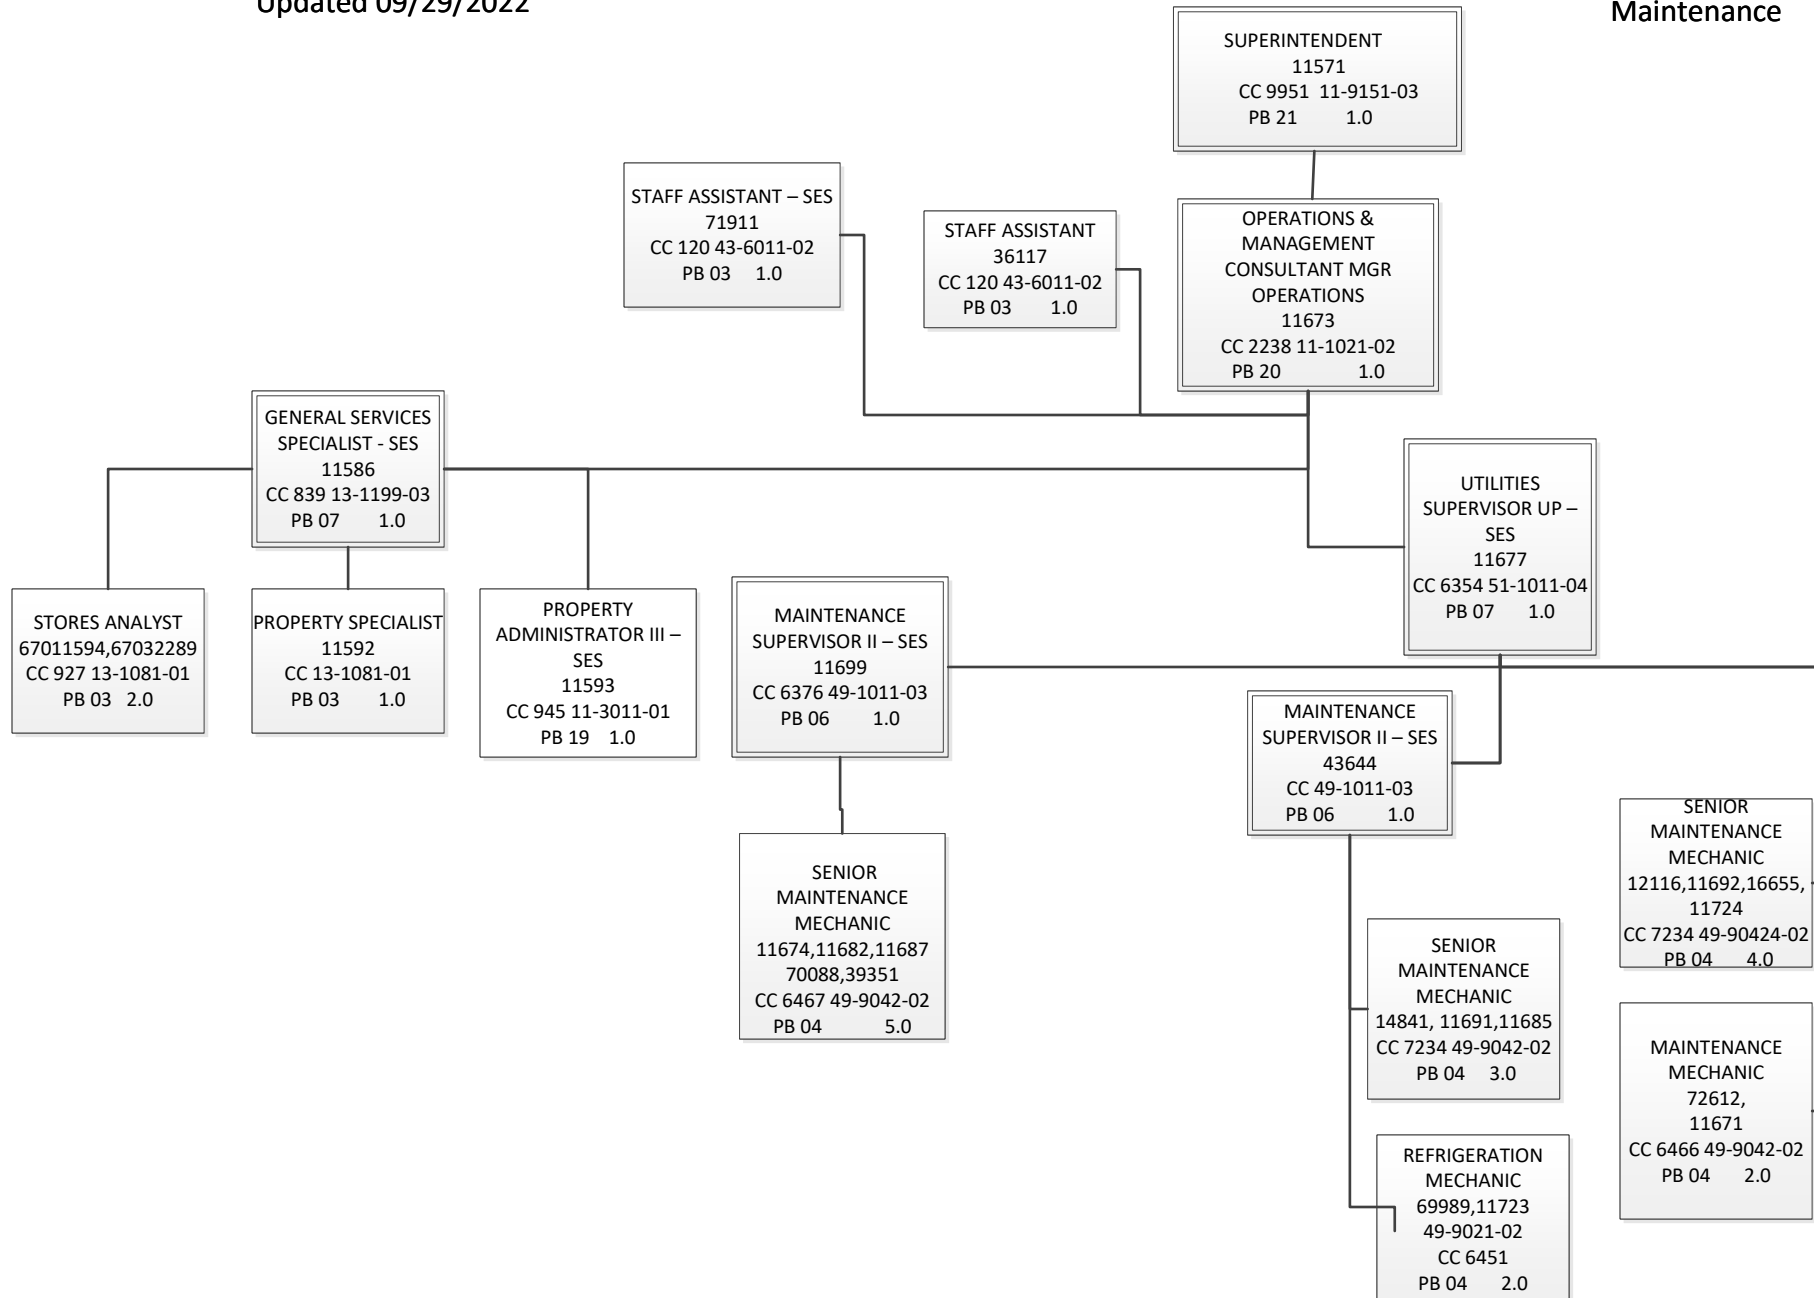 Updated 09/29/2022
Maintenance
SUPERINTENDENT
11571
CC 9951 11-9151-03
PB 21 1.0
STAFF ASSISTANT – SES
71911
CC 120 43-6011-02
PB 03 1.0
STAFF ASSISTANT
36117
CC 120 43-6011-02
PB 03 1.0
OPERATIONS &
MANAGEMENT
CONSULTANT MGR
OPERATIONS
11673
CC 2238 11-1021-02
PB 20 1.0
GENERAL SERVICES
SPECIALIST - SES
11586
CC 839 13-1199-03
PB 07 1.0
UTILITIES
SUPERVISOR UP –
SES
11677
CC 6354 51-1011-04
PB 07 1.0
STORES ANALYST
67011594,67032289
CC 927 13-1081-01
PB 03 2.0
PROPERTY SPECIALIST
11592
CC 13-1081-01
PB 03 1.0
PROPERTY
ADMINISTRATOR III –
SES
11593
CC 945 11-3011-01
PB 19 1.0
MAINTENANCE
SUPERVISOR II – SES
11699
CC 6376 49-1011-03
PB 06 1.0
MAINTENANCE
SUPERVISOR II – SES
43644
CC 49-1011-03
PB 06 1.0
SENIOR
MAINTENANCE
MECHANIC
11674,11682,11687
70088,39351
CC 6467 49-9042-02
PB 04 5.0
SENIOR
MAINTENANCE
MECHANIC
14841, 11691,11685
CC 7234 49-9042-02
PB 04 3.0
REFRIGERATION
MECHANIC
69989,11723
49-9021-02
CC 6451
PB 04 2.0
SENIOR
MAINTENANCE
MECHANIC
12116,11692,16655,
11724
CC 7234 49-90424-02
PB 04 4.0
MAINTENANCE
MECHANIC
72612,
11671
CC 6466 49-9042-02
PB 04 2.0